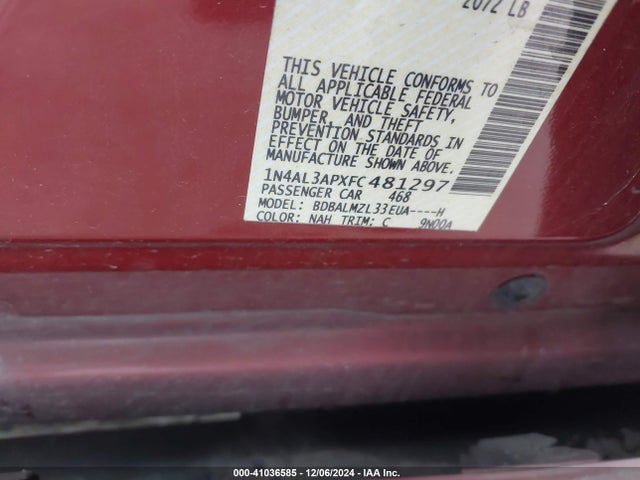 2072 LB
THIS VEHICLE CONFORMS TO
ALL APPLICABLE FEDERAL
MOTOR VEHICLE SAFETY,
BUMPER, AND THEFT
PREVENTION STANDARDS IN
EFFECT ON THE DATE OF
MANUFACTURE SHOWN ABOVE.
1N4AL3APXFC481297
PASSENGER CAR 468
MODEL: BDBALMZL33EUA----H
COLOR: NAH TRIM: C 9N00A
000-41036585 :: 12/06/2024 :: IAA Inc.